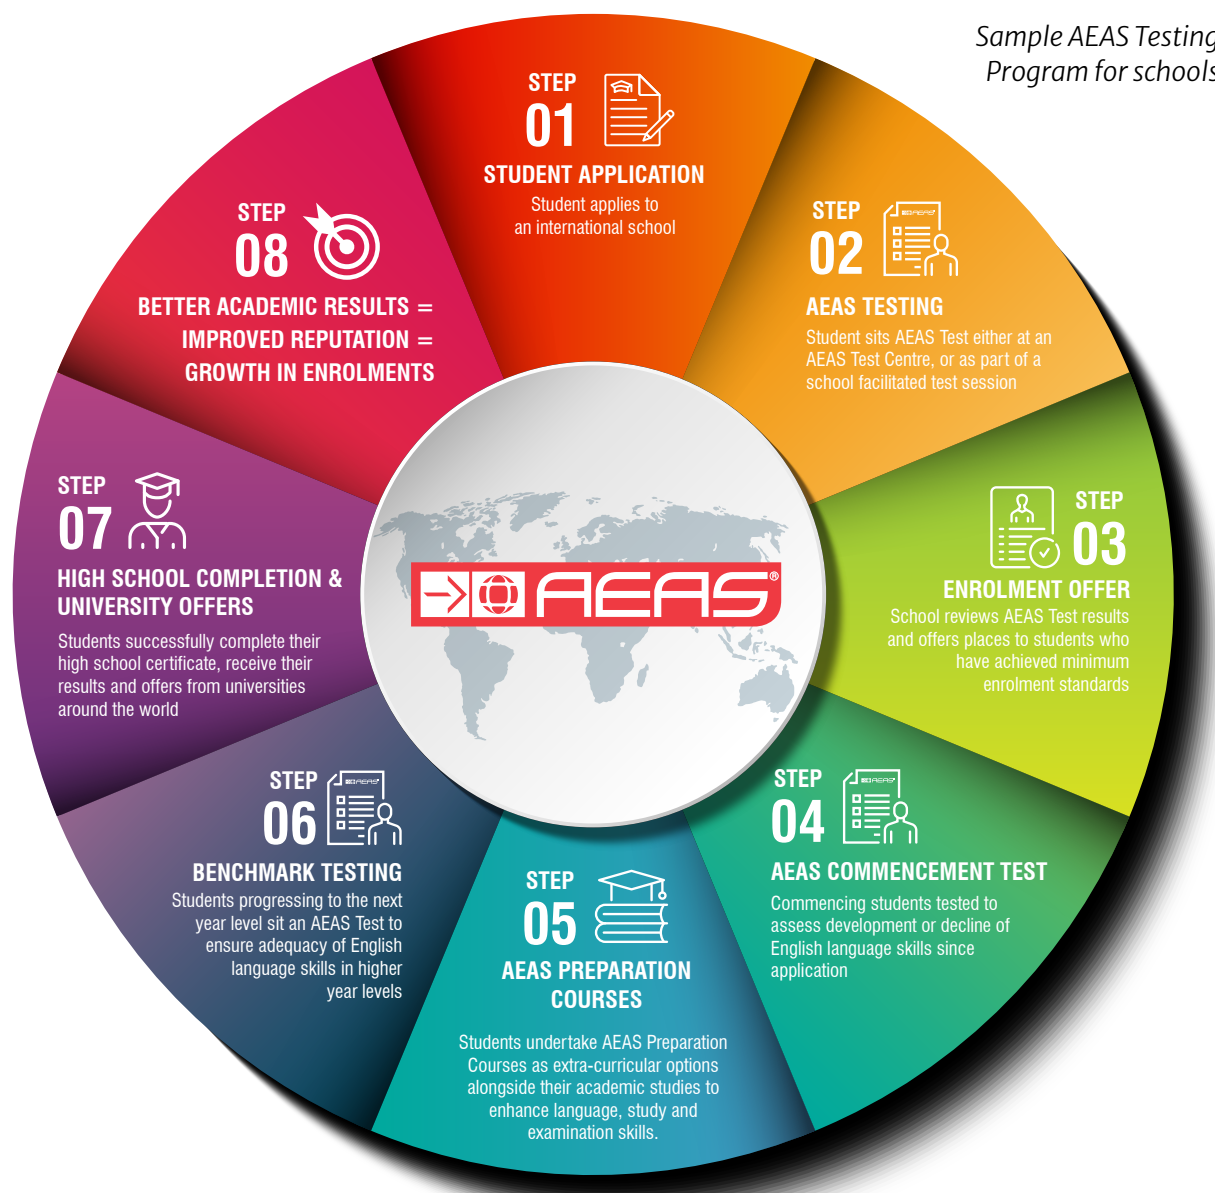 Sample AEAS Testing
Program for schools
STEP
01
STUDENT APPLICATION
Student applies to
an international school
STEP
02
AEAS
AEAS TESTING
Student sits AEAS Test either at an
AEAS Test Centre, or as part of a
school facilitated test session
STEP
03
ENROLMENT OFFER
School reviews AEAS Test results
and offers places to students who
have achieved minimum
enrolment standards
STEP
04
AEAS
AEAS COMMENCEMENT TEST
Commencing students tested to
assess development or decline of
English language skills since
application
STEP
05
AEAS PREPARATION
COURSES
Students undertake AEAS Preparation
Courses as extra-curricular options
alongside their academic studies to
enhance language, study and
examination skills.
STEP
06
AEAS
BENCHMARK TESTING
Students progressing to the next
year level sit an AEAS Test to
ensure adequacy of English
language skills in higher
year levels
STEP
07
HIGH SCHOOL COMPLETION &
UNIVERSITY OFFERS
Students successfully complete their
high school certificate, receive their
results and offers from universities
around the world
STEP
08
BETTER ACADEMIC RESULTS =
IMPROVED REPUTATION =
GROWTH IN ENROLMENTS
AEAS®